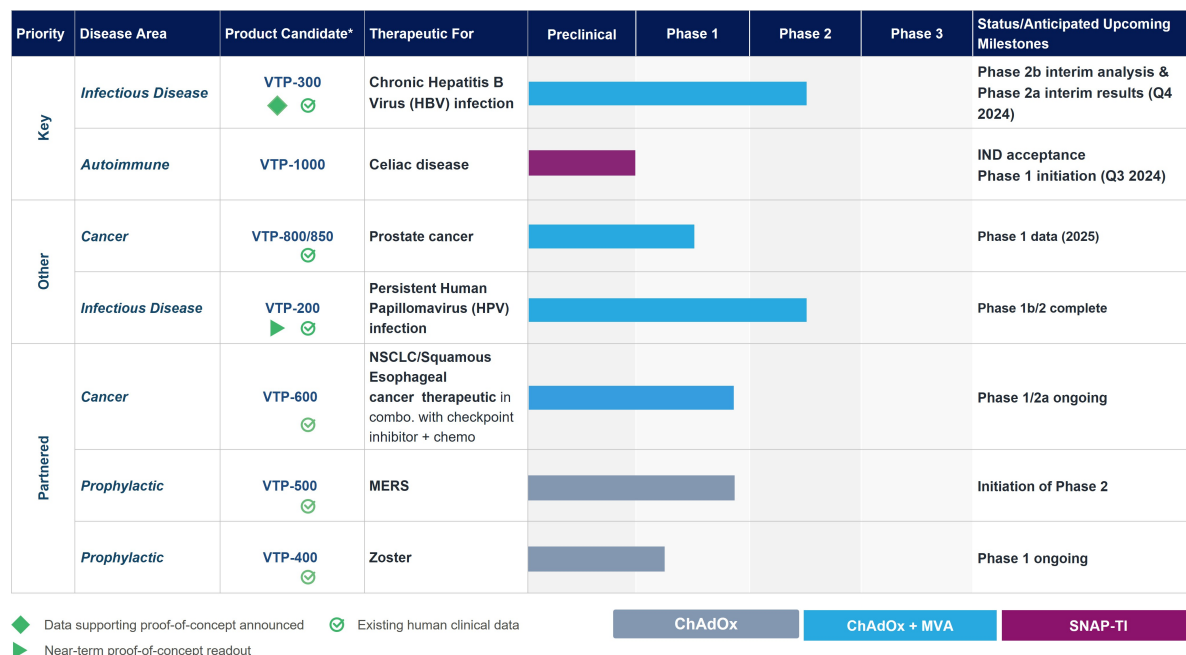 Priority
Disease Area
Product Candidate*
Therapeutic For
Preclinical
Phase 1
Phase 2
Phase 3
Status/Anticipated Upcoming
Milestones
Key
Infectious Disease
VTP-300
Chronic Hepatitis B
Virus (HBV) infection
Phase 2b interim analysis &
Phase 2a interim results (Q4
2024)
Autoimmune
VTP-1000
Celiac disease
IND acceptance
Phase 1 initiation (Q3 2024)
Other
Cancer
VTP-800/850
Prostate cancer
Phase 1 data (2025)
Infectious Disease
VTP-200
Persistent Human
Papillomavirus (HPV)
infection
Phase 1b/2 complete
Partnered
Cancer
VTP-600
NSCLC/Squamous
Esophageal
cancer therapeutic in
combo. with checkpoint
inhibitor + chemo
Phase 1/2a ongoing
Prophylactic
VTP-500
MERS
Initiation of Phase 2
Prophylactic
VTP-400
Zoster
Phase 1 ongoing
Data supporting proof-of-concept announced
Existing human clinical data
Near-term proof-of-concept readout
ChAdOx
ChAdOx + MVA
SNAP-TI